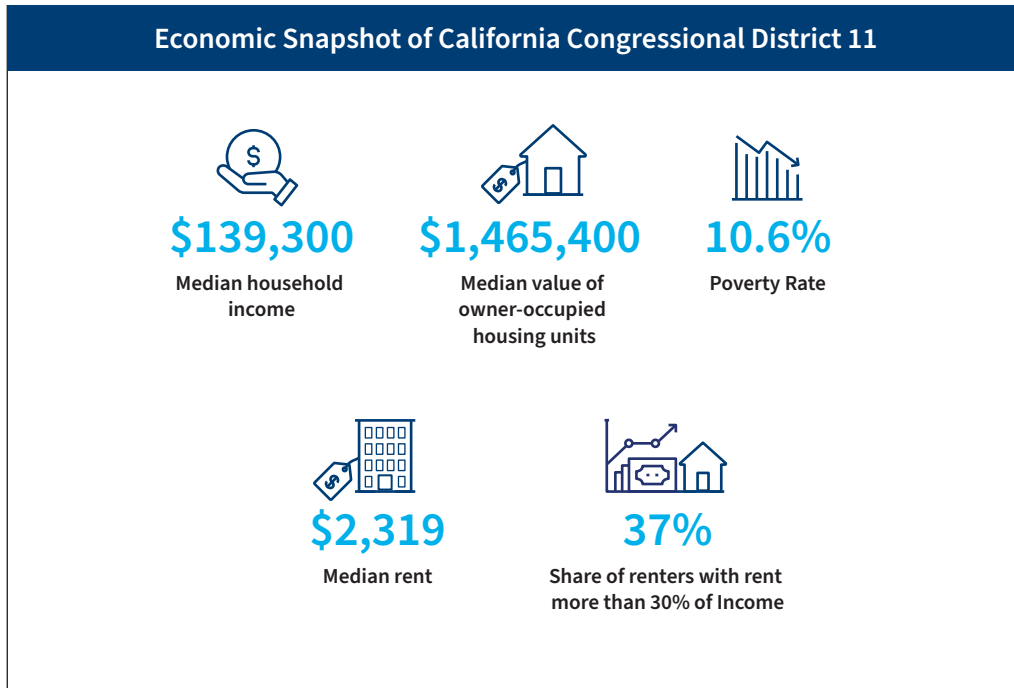 Economic Snapshot of California Congressional District 11
$
$
$139,300
$1,465,400
10.6%
Median household
income
Median value of
owner-occupied
housing units
Poverty Rate
$
$2,319
37%
Median rent
Share of renters with rent
more than 30% of Income